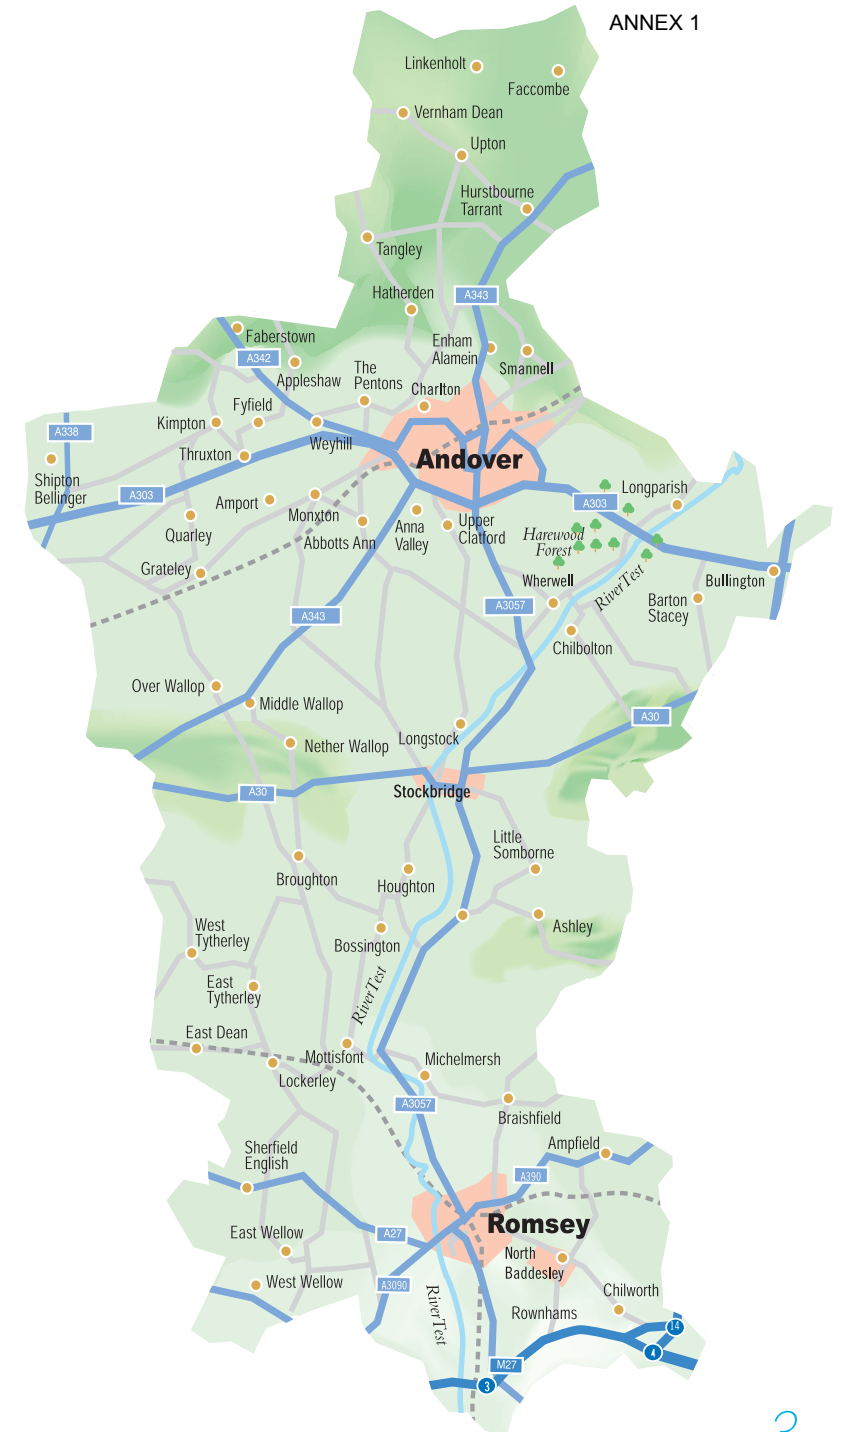 ANNEX 1
Linkenholt
Faccombe
Vernham Dean
Upton
Hurstbourne
Tarrant
Tangley
Hatherden
A343
Faberstown
Enham
Alamein
A342
Smannell
Appleshaw
The
Pentons
Charlton
Fyfield
Kimpton
A338
Weyhill
Thruxton
Andover
Shipton
Bellinger
A303
Longparish
A303
Amport
Monxton
Quarley
Abbotts Ann
Anna
Valley
Upper
Clatford
Harewood
Forest
Grateley
Wherwell
River Test
Bullington
A3057
Barton
Stacey
A343
Chilbolton
Over Wallop
Middle Wallop
A30
Nether Wallop
Longstock
A30
Stockbridge
Little
Somborne
Broughton
Houghton
West
Tytherley
Bossington
Ashley
East
Tytherley
River Test
East Dean
Mottisfont
Michelmersh
Lockerley
A3057
Braishfield
Ampfield
Sherfield
English
A390
Romsey
East Wellow
A27
North
Baddesley
West Wellow
A3090
Chilworth
River Test
Rownhams
14
4
M27
3
2